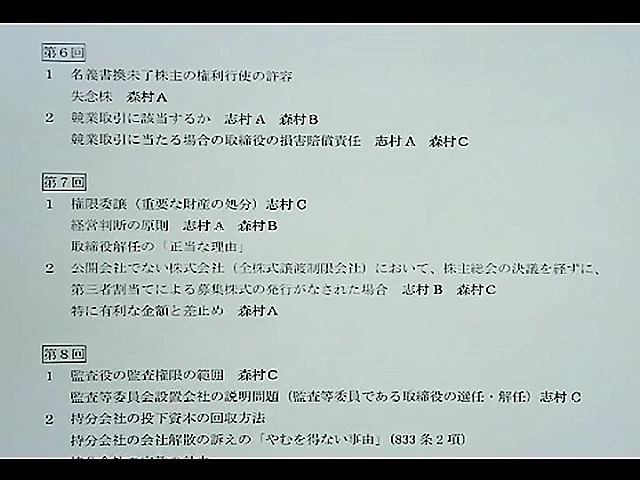 第6回
1 名義書換未了株主の権利行使の許容
失念株 森村A
2 競業取引に該当するか 志村A 森村B
競業取引に当たる場合の取締役の損害賠償責任 志村A 森村C
第7回
1 権限委譲（重要な財産の処分）志村C
経営判断の原則 志村A 森村B
取締役解任の「正当な理由」
2 公開会社でない株式会社（全株式譲渡制限会社）において、株主総会の決議を経ずに、
第三者割当てによる募集株式の発行がなされた場合 志村B 森村C
特に有利な金額と差止め 森村A
第8回
1 監査役の監査権限の範囲 森村C
監査等委員会設置会社の説明問題（監査等委員である取締役の選任・解任）志村C
2 持分会社の投下資本の回収方法
持分会社の会社解散の訴えの「やむを得ない事由」(833条2項)